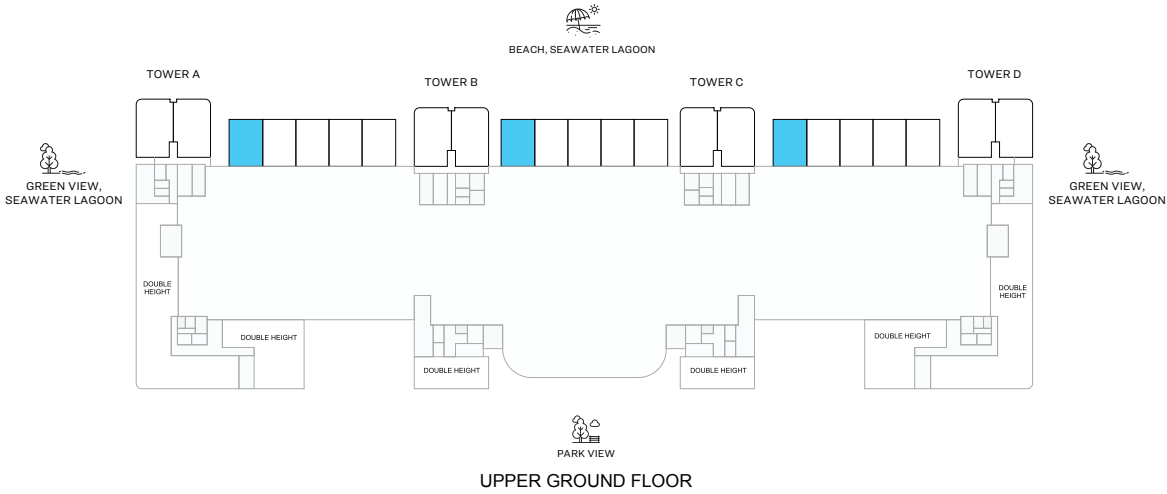 BEACH, SEAWATER LAGOON
TOWER A
TOWER B
TOWER C
TOWER D
GREEN VIEW,
SEAWATER LAGOON
GREEN VIEW,
SEAWATER LAGOON
DOUBLE
HEIGHT
DOUBLE
HEIGHT
DOUBLE HEIGHT
DOUBLE HEIGHT
DOUBLE HEIGHT
DOUBLE HEIGHT
PARK VIEW
UPPER GROUND FLOOR